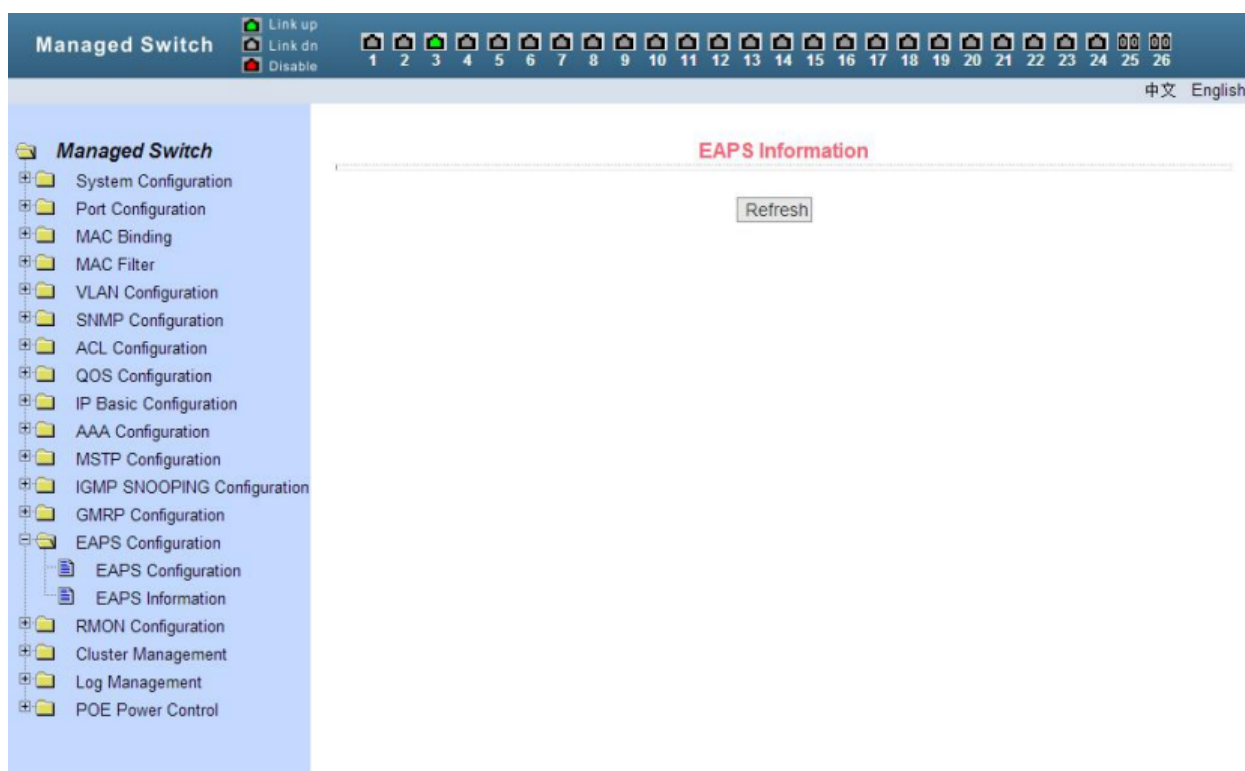 Managed Switch
Link up
Link dn
Disable
1 2 3 4 5 6 7 8 9 10 11 12 13 14 15 16 17 18 19 20 21 22 23 24 25 26
中文 English
Managed Switch
System Configuration
Port Configuration
MAC Binding
MAC Filter
VLAN Configuration
SNMP Configuration
ACL Configuration
QOS Configuration
IP Basic Configuration
AAA Configuration
MSTP Configuration
IGMP SNOOPING Configuration
GMRP Configuration
EAPS Configuration
EAPS Configuration
EAPS Information
RMON Configuration
Cluster Management
Log Management
POE Power Control
EAPS Information
Refresh